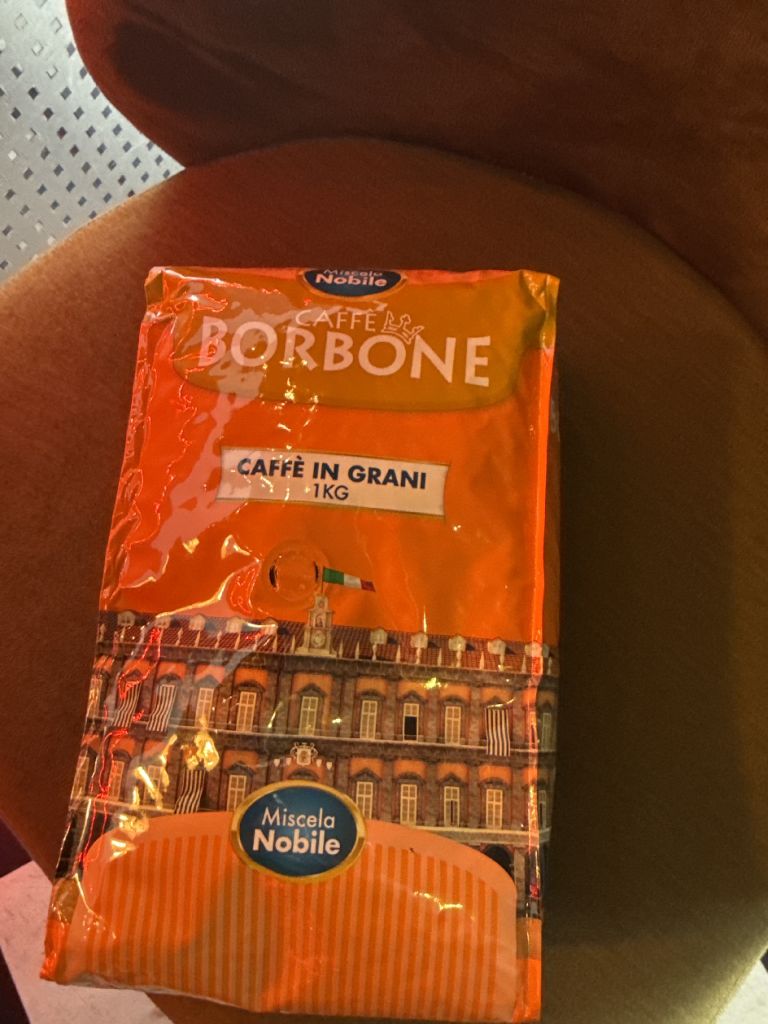 Miscela
Nobile
CAFFÈ
BORBONE
CAFFÈ IN GRANI
1KG
Miscela
Nobile